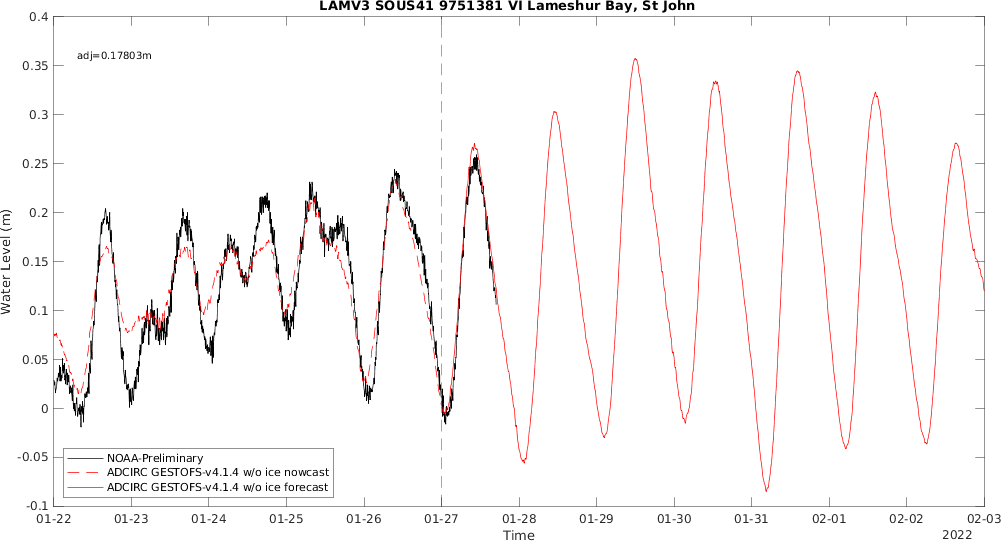 LAMV3 SOUS41 9751381 VI Lameshur Bay, St John
adj=0.17803m
Water Level (m)
0.4
0.35
0.3
0.25
0.2
0.15
0.1
0.05
0
-0.05
-0.1
NOAA-Preliminary
ADCIRC GESTOFS-v4.1.4 w/o ice nowcast
ADCIRC GESTOFS-v4.1.4 w/o ice forecast
01-22 01-23 01-24 01-25 01-26 01-27 01-28 01-29 01-30 01-31 02-01 02-02 02-03
Time
2022